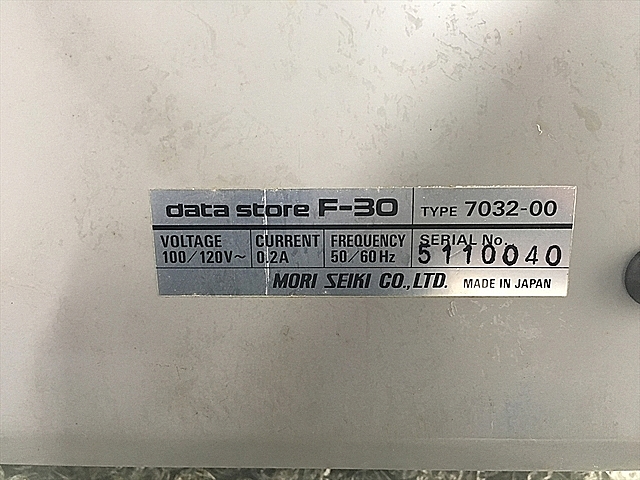 data store F-30 TYPE 7032-00
VOLTAGE CURRENT FREQUENCY SERIAL No.
100/120V~ 0.2A 50/60Hz 5110040
MORI SEIKI CO.,LTD. MADE IN JAPAN